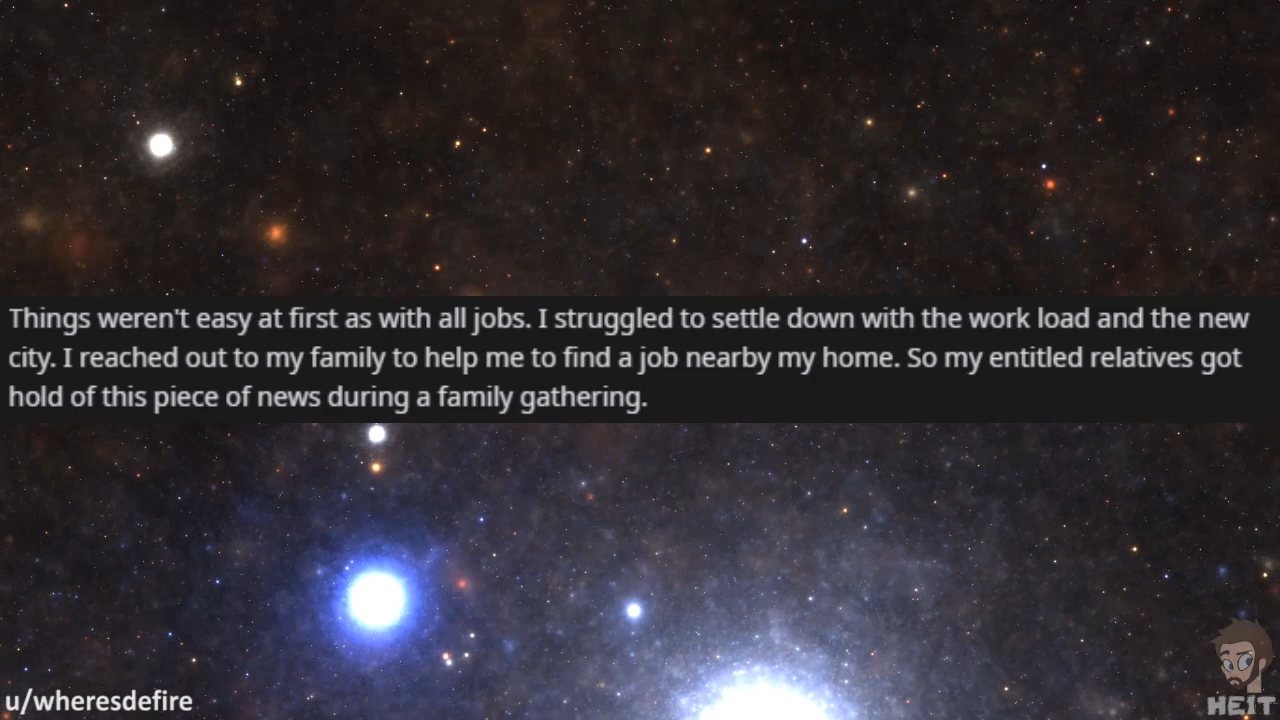 Things weren't easy at first as with all jobs. I struggled to settle down with the work load and the new
city. I reached out to my family to help me to find a job nearby my home. So my entitled relatives got
hold of this piece of news during a family gathering.
u/wheresdefire
HEIT